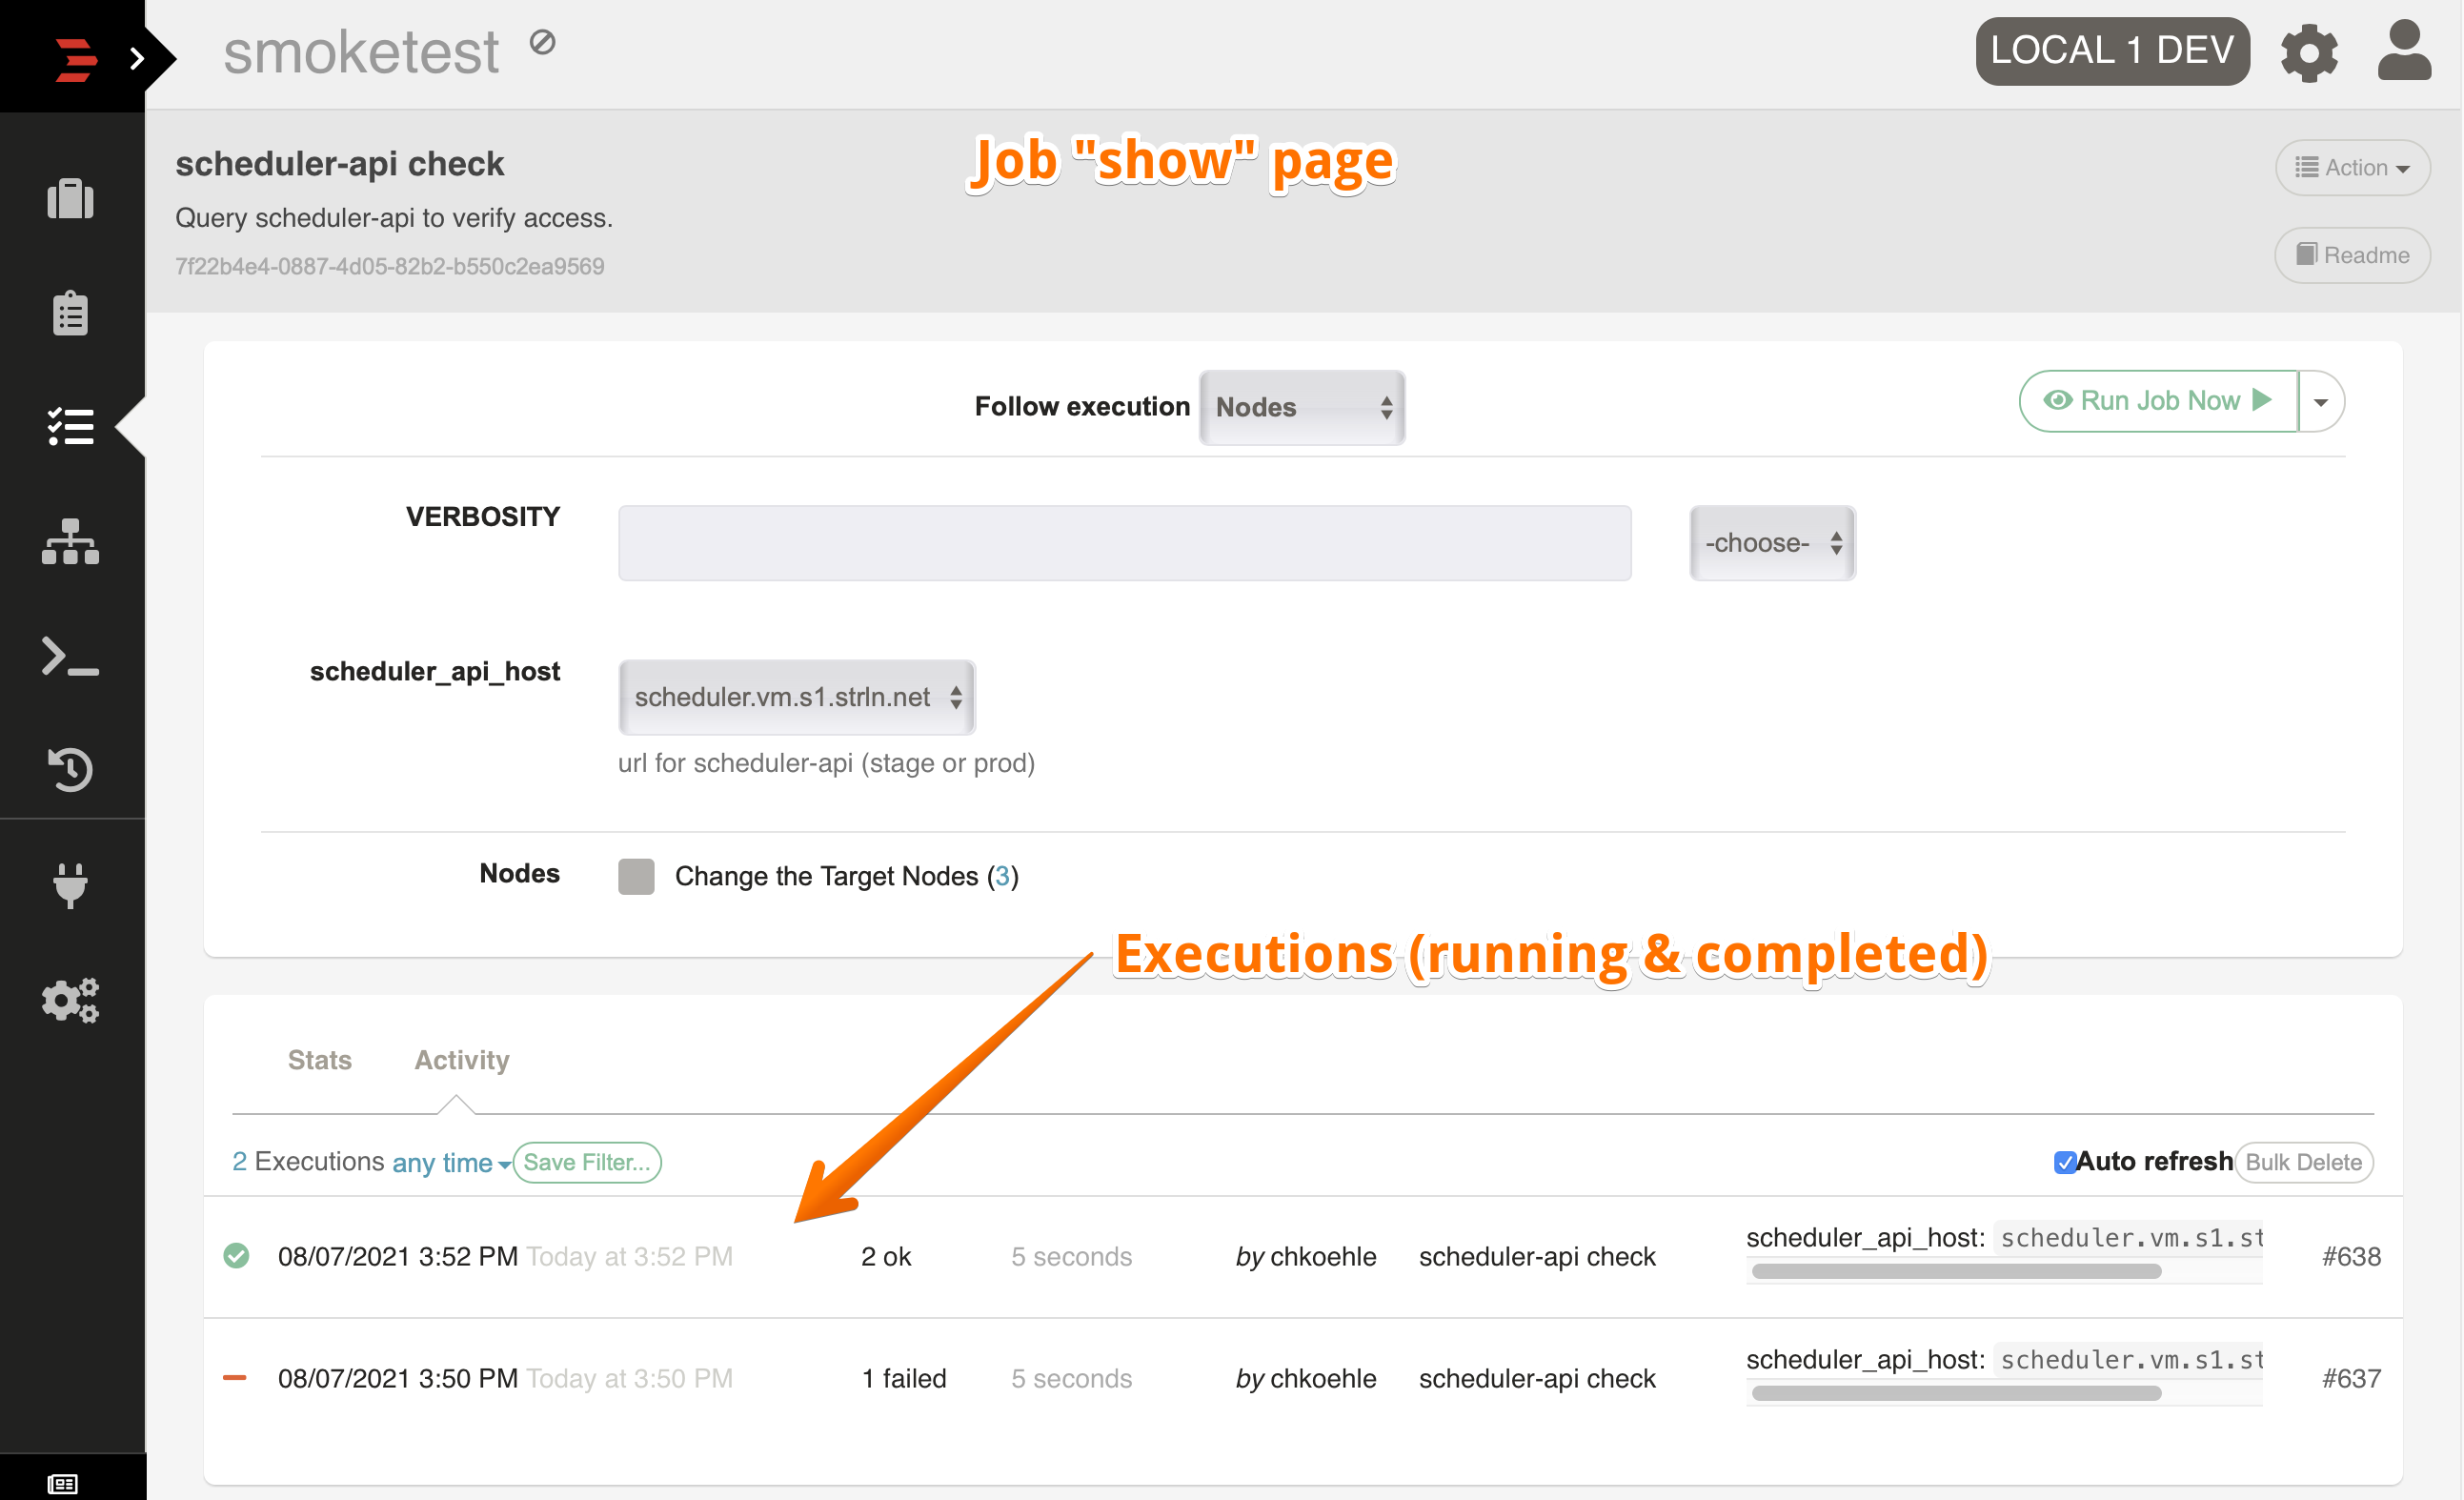 smoketest
LOCAL 1 DEV
scheduler-api check
Job "show" page
Action
Query scheduler-api to verify access.
7f22b4e4-0887-4d05-82b2-b550c2ea9569
Readme
Follow execution Nodes
Run Job Now
VERBOSITY
-choose-
scheduler_api_host
scheduler.vm.s1.strln.net
url for scheduler-api (stage or prod)
Nodes
Change the Target Nodes (3)
Executions (running & completed)
Stats Activity
2 Executions any time Save Filter... Auto refresh Bulk Delete
08/07/2021 3:52 PM Today at 3:52 PM 2 ok 5 seconds by chkoehle scheduler-api check scheduler_api_host: scheduler.vm.s1.st #638
08/07/2021 3:50 PM Today at 3:50 PM 1 failed 5 seconds by chkoehle scheduler-api check scheduler_api_host: scheduler.vm.s1.st #637